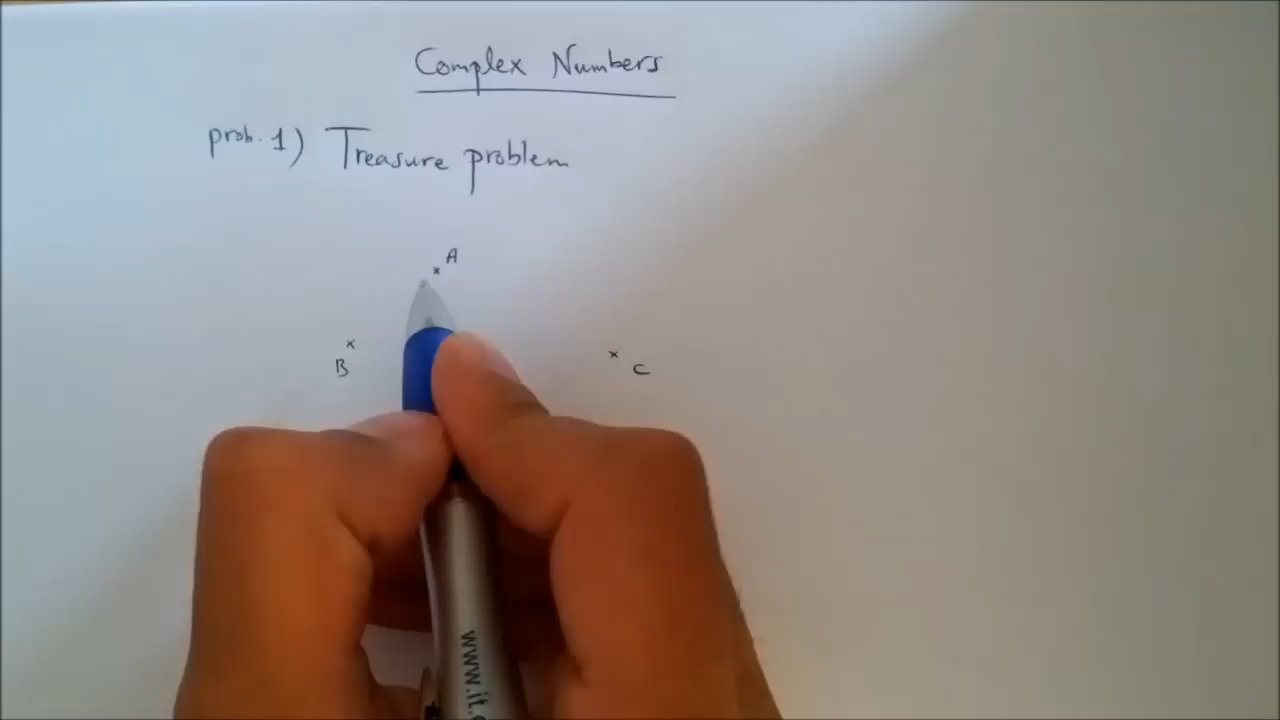 Complex Numbers
prob. 1) Treasure problem
A
B
C
www.it.